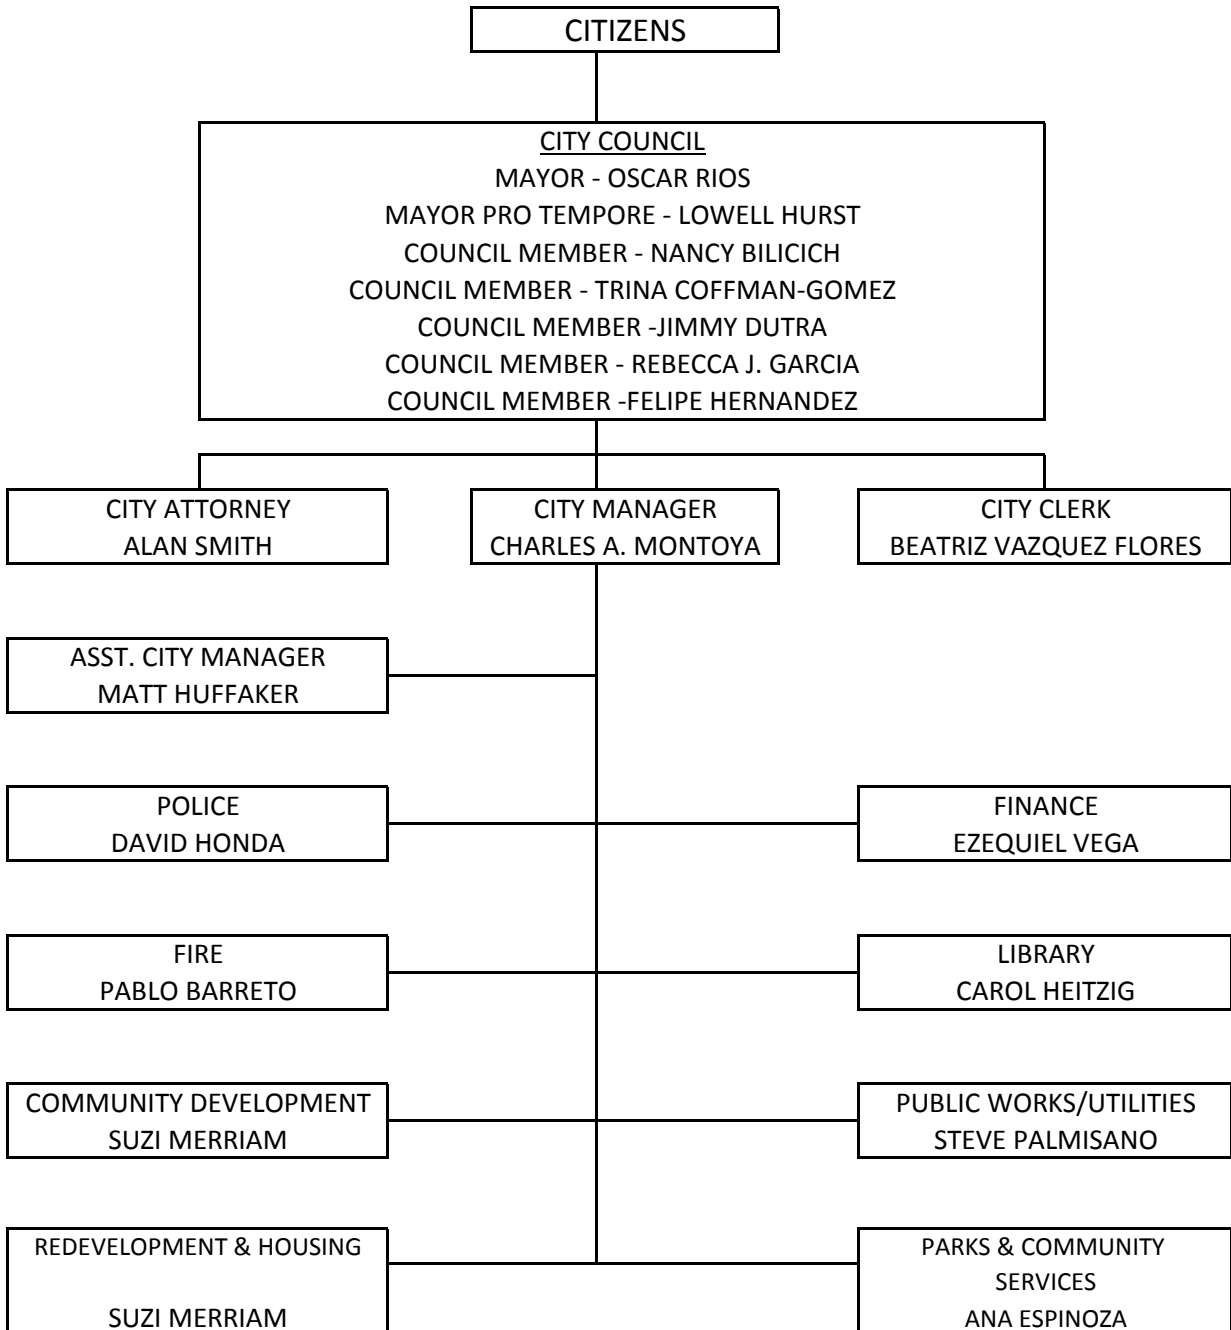 CITIZENS
CITY COUNCIL
MAYOR - OSCAR RIOS
MAYOR PRO TEMPORE - LOWELL HURST
COUNCIL MEMBER - NANCY BILICICH
COUNCIL MEMBER - TRINA COFFMAN-GOMEZ
COUNCIL MEMBER -JIMMY DUTRA
COUNCIL MEMBER - REBECCA J. GARCIA
COUNCIL MEMBER -FELIPE HERNANDEZ
CITY ATTORNEY
ALAN SMITH
CITY MANAGER
CHARLES A. MONTOYA
CITY CLERK
BEATRIZ VAZQUEZ FLORES
ASST. CITY MANAGER
MATT HUFFAKER
POLICE
DAVID HONDA
FINANCE
EZEQUIEL VEGA
FIRE
PABLO BARRETO
LIBRARY
CAROL HEITZIG
COMMUNITY DEVELOPMENT
SUZI MERRIAM
PUBLIC WORKS/UTILITIES
STEVE PALMISANO
REDEVELOPMENT & HOUSING
SUZI MERRIAM
PARKS & COMMUNITY
SERVICES
ANA ESPINOZA